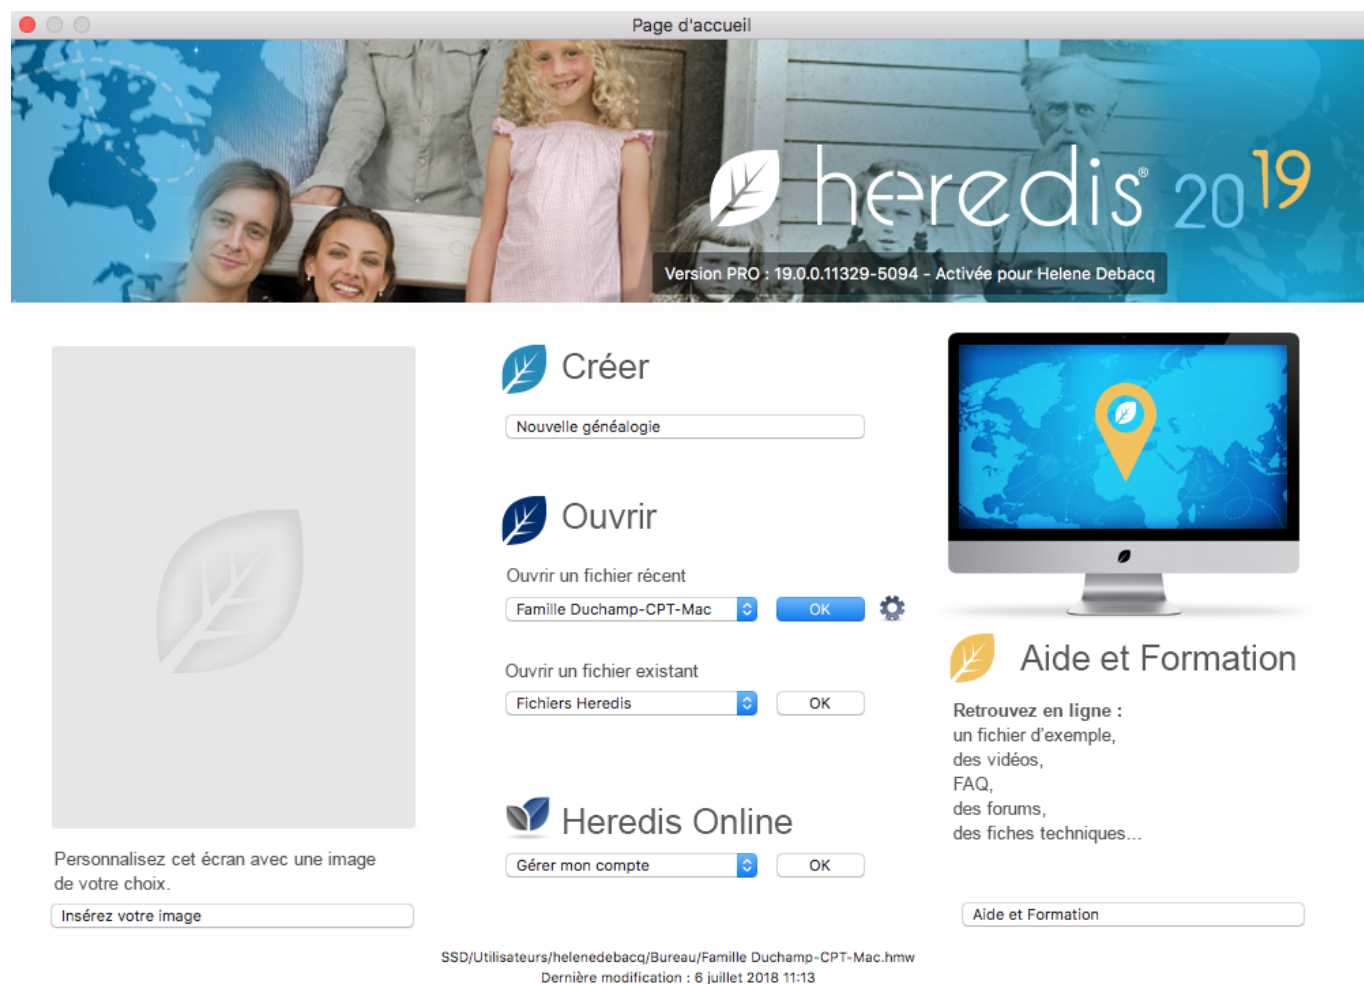 Page d'accueil
heredis® 2019
Version PRO : 19.0.0.11329-5094 - Activée pour Helene Debacq
Personnalisez cet écran avec une image
de votre choix.
Insérez votre image
Créer
Nouvelle généalogie
Ouvrir
Ouvrir un fichier récent
Famille Duchamp-CPT-Mac
OK
Ouvrir un fichier existant
Fichiers Heredis
OK
Heredis Online
Gérer mon compte
OK
Aide et Formation
Retrouvez en ligne :
un fichier d'exemple,
des vidéos,
FAQ,
des forums,
des fiches techniques...
Aide et Formation
SSD/Utilisateurs/helenedebacq/Bureau/Famille Duchamp-CPT-Mac.hmw
Dernière modification : 6 juillet 2018 11:13